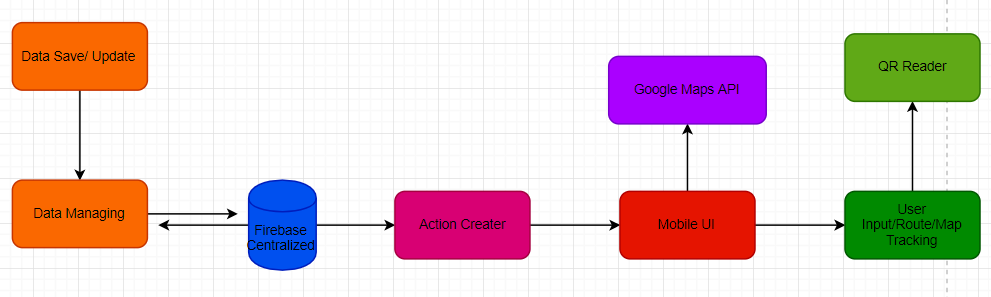 Data Save/ Update
Google Maps API
QR Reader
Data Managing
Firebase
Centralized
Action Creater
Mobile UI
User
Input/Route/Map
Tracking